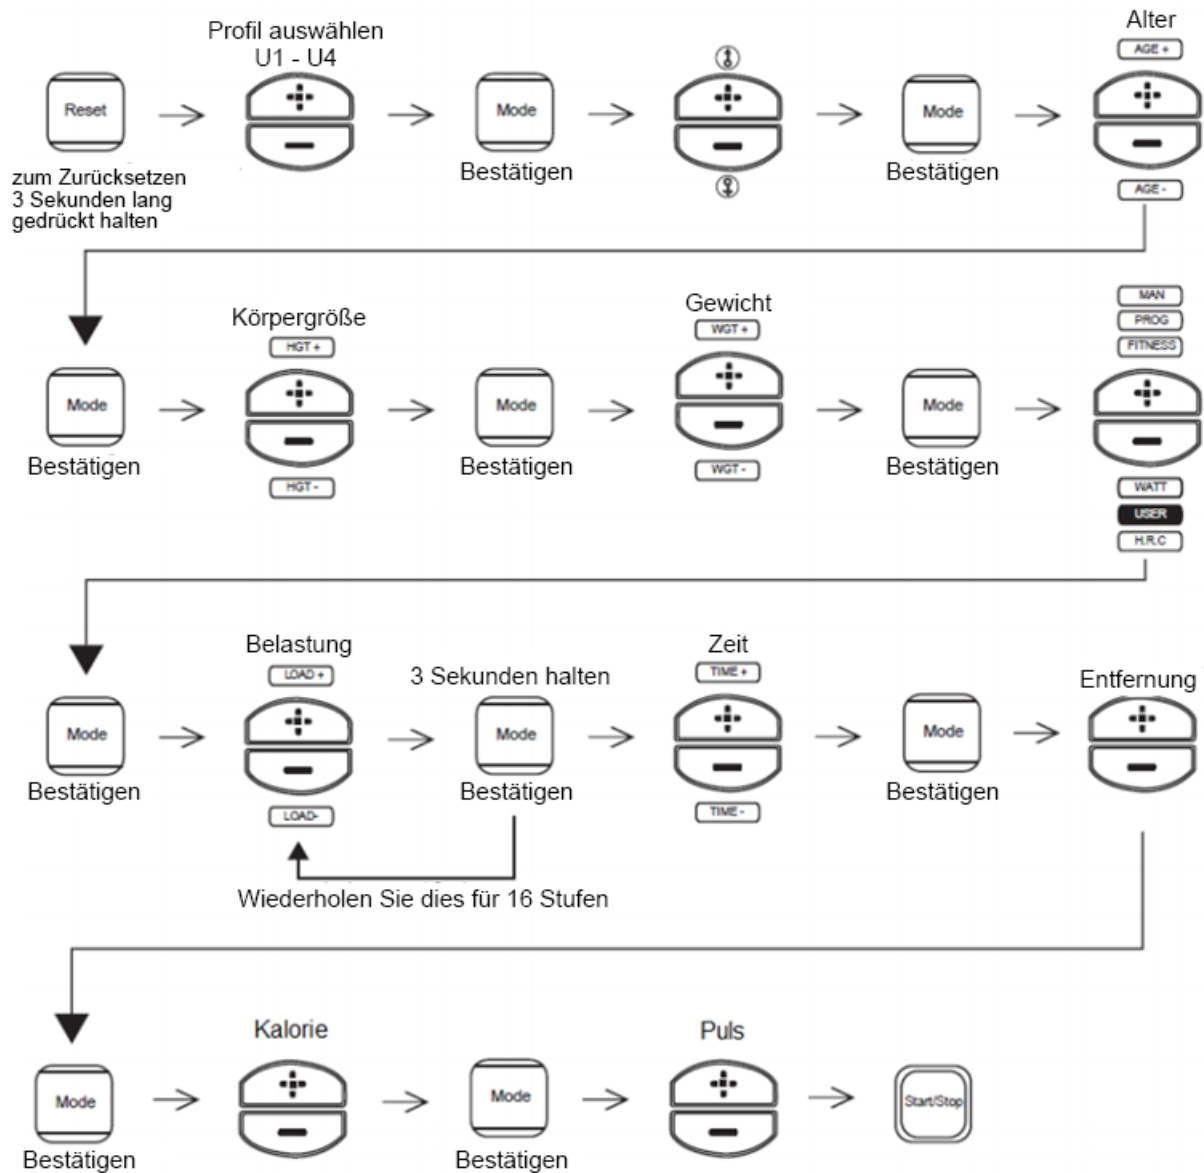 Profil auswählen
U1 - U4
Alter
AGE +
Reset
Mode
Mode
zum Zurücksetzen
3 Sekunden lang
gedrückt halten
Bestätigen
Bestätigen
AGE -
Körpergröße
HGT +
Gewicht
WGT +
MAN
PROG
FITNESS
Mode
Mode
Mode
Bestätigen
HGT -
Bestätigen
WGT -
Bestätigen
WATT
USER
H.R.C
Belastung
LOAD +
3 Sekunden halten
Zeit
TIME +
Entfernung
Mode
Mode
Mode
Bestätigen
LOAD-
Bestätigen
TIME -
Bestätigen
Wiederholen Sie dies für 16 Stufen
Kalorie
Puls
Mode
Mode
Start/Stop
Bestätigen
Bestätigen